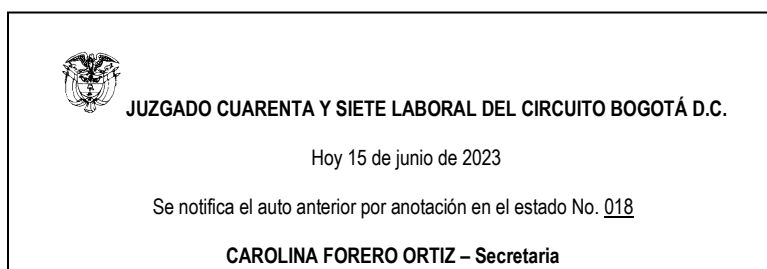 JUZGADO CUARENTA Y SIETE LABORAL DEL CIRCUITO BOGOTÁ D.C.
Hoy 15 de junio de 2023
Se notifica el auto anterior por anotación en el estado No. 018
CAROLINA FORERO ORTIZ – Secretaria